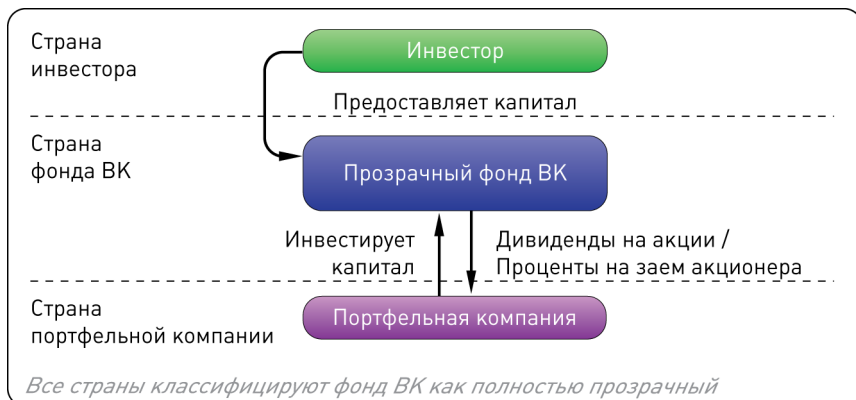 Страна
инвестора
Инвестор
Предоставляет капитал
Страна
фонда ВК
Прозрачный фонд ВК
Инвестирует
капитал
Дивиденды на акции /
Проценты на заем акционера
Страна
портфельной компании
Портфельная компания
Все страны классифицируют фонд ВК как полностью прозрачный